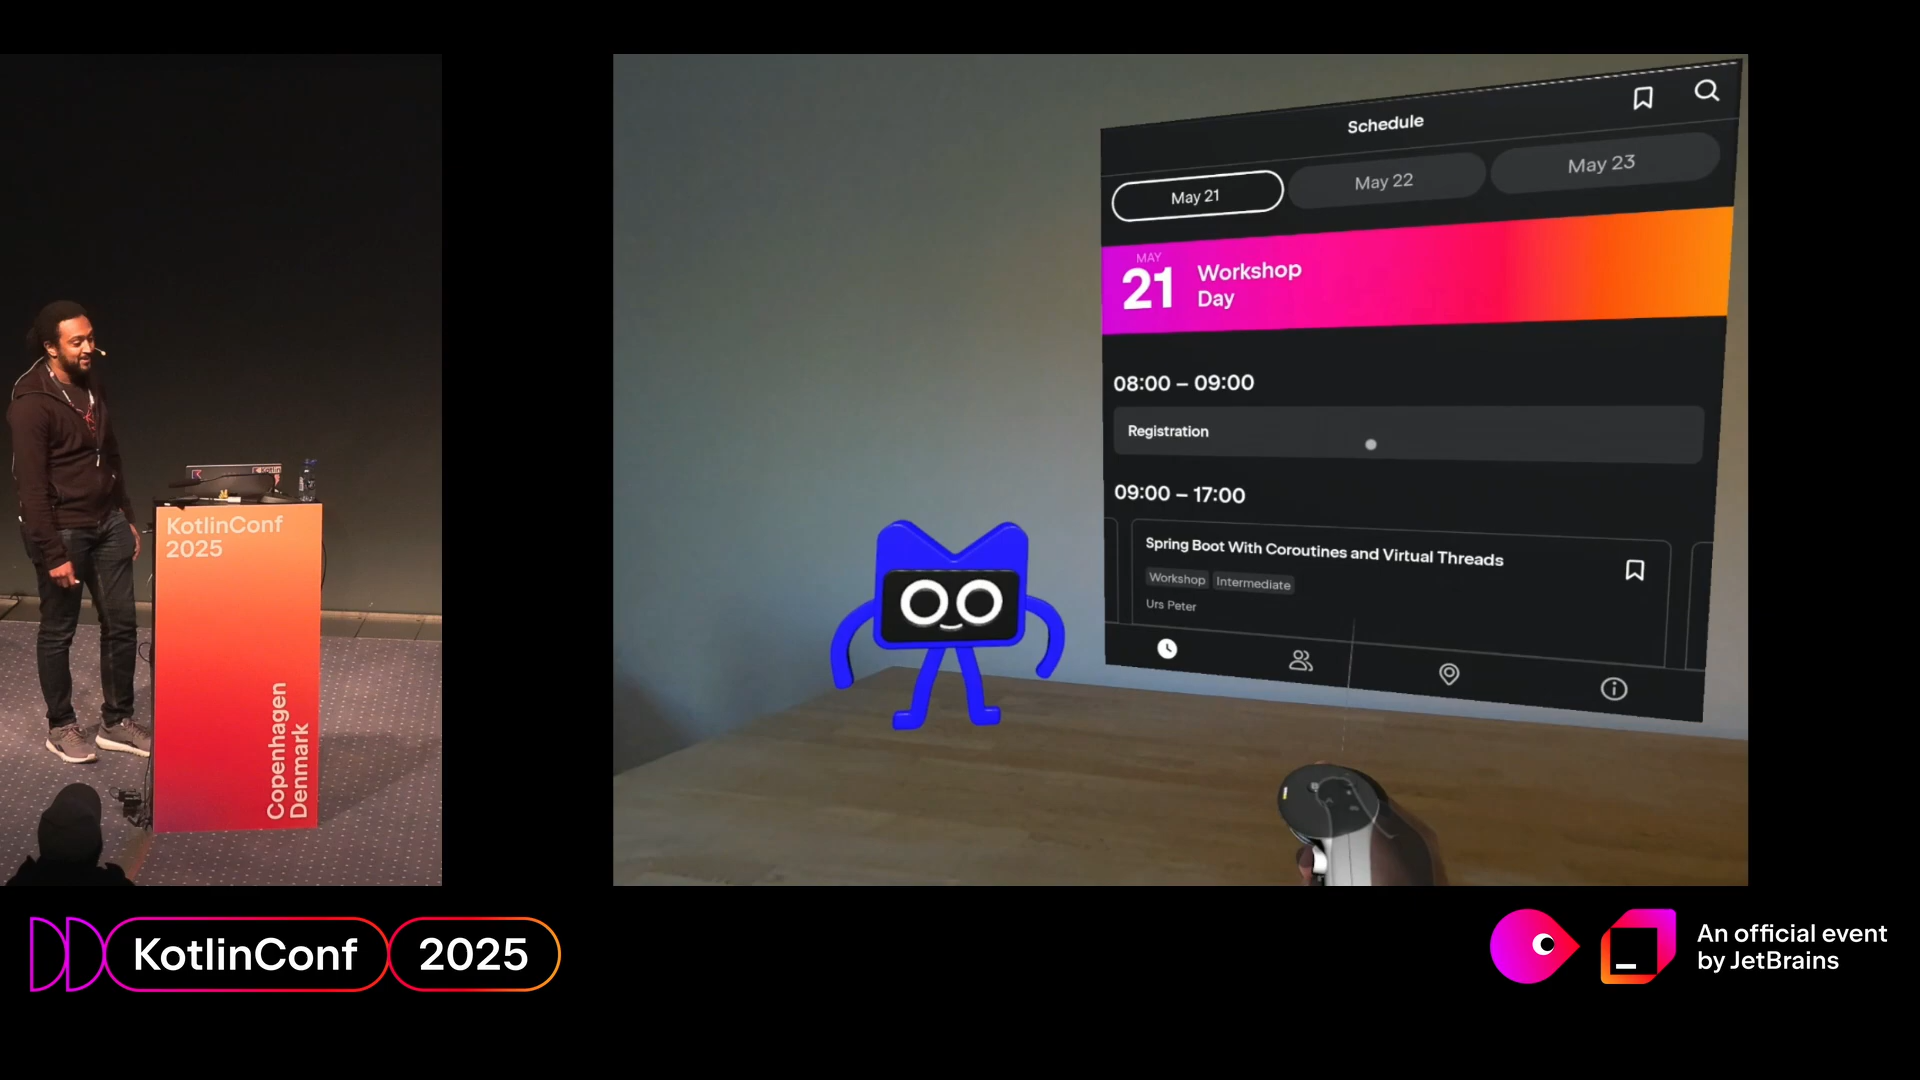 Schedule
May 21
May 22
May 23
MAY
21
Workshop
Day
08:00 – 09:00
Registration
09:00 – 17:00
Spring Boot With Coroutines and Virtual Threads
Workshop
Intermediate
Urs Peter
Kotlin
KotlinConf
2025
Copenhagen
Denmark
KotlinConf
2025
An official event
by JetBrains